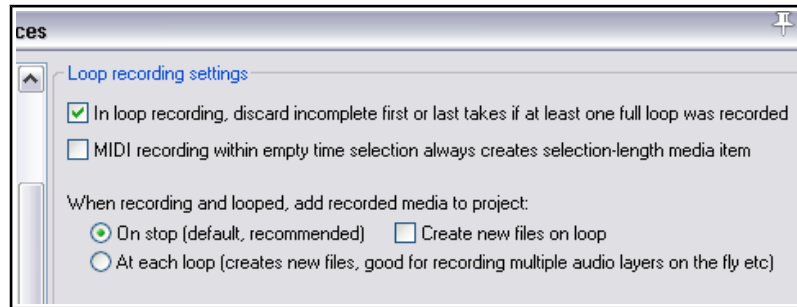 ces
Loop recording settings
In loop recording, discard incomplete first or last takes if at least one full loop was recorded
MIDI recording within empty time selection always creates selection-length media item
When recording and looped, add recorded media to project:
On stop (default, recommended) Create new files on loop
At each loop (creates new files, good for recording multiple audio layers on the fly etc)